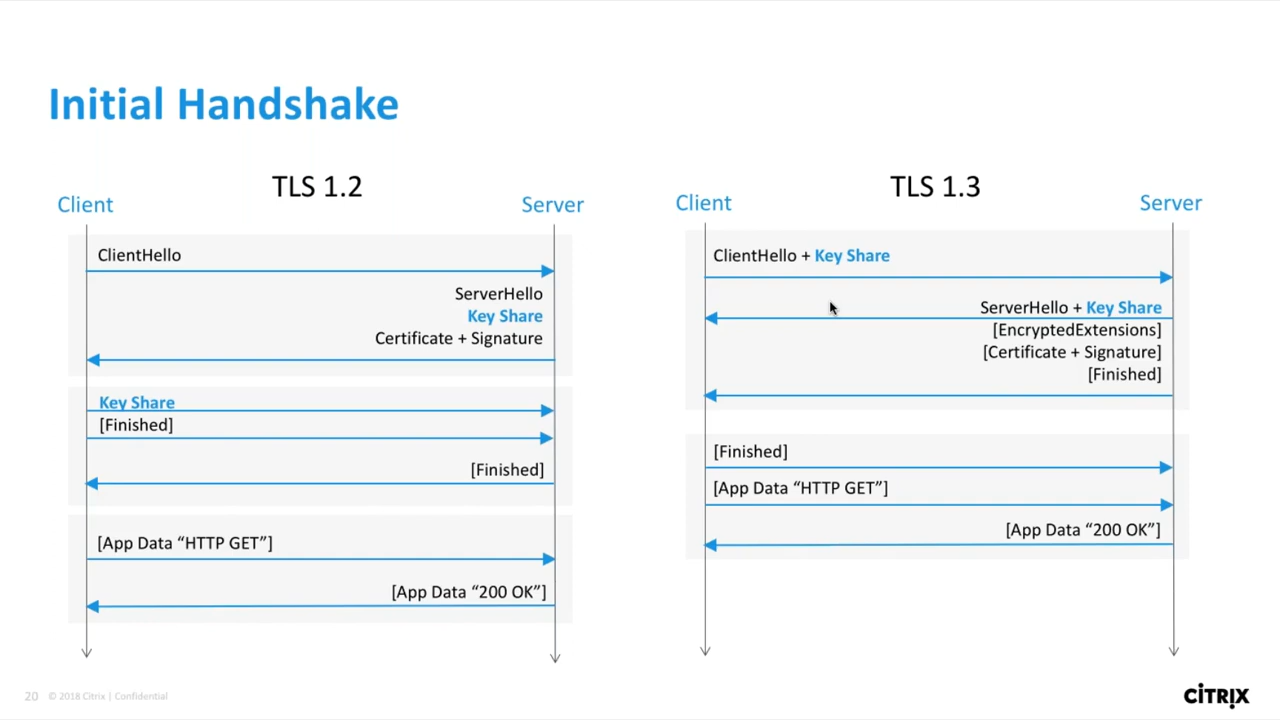 Initial Handshake
TLS 1.2
Client
Server
ClientHello
ServerHello
Key Share
Certificate + Signature
Key Share
[Finished]
[Finished]
[App Data “HTTP GET”]
[App Data “200 OK”]
TLS 1.3
Client
Server
ClientHello + Key Share
ServerHello + Key Share
[EncryptedExtensions]
[Certificate + Signature]
[Finished]
[Finished]
[App Data “HTTP GET”]
[App Data “200 OK”]
20 © 2018 Citrix | Confidential
CİTRIX